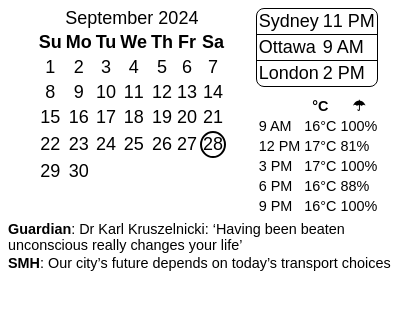 September 2024
Su Mo Tu We Th Fr Sa
1 2 3 4 5 6 7
8 9 10 11 12 13 14
15 16 17 18 19 20 21
22 23 24 25 26 27 28
29 30
Sydney 11 PM
Ottawa 9 AM
London 2 PM
°C ☂
9 AM 16°C 100%
12 PM 17°C 81%
3 PM 17°C 100%
6 PM 16°C 88%
9 PM 16°C 100%
Guardian: Dr Karl Kruszelnicki: ‘Having been beaten
unconscious really changes your life’
SMH: Our city’s future depends on today’s transport choices